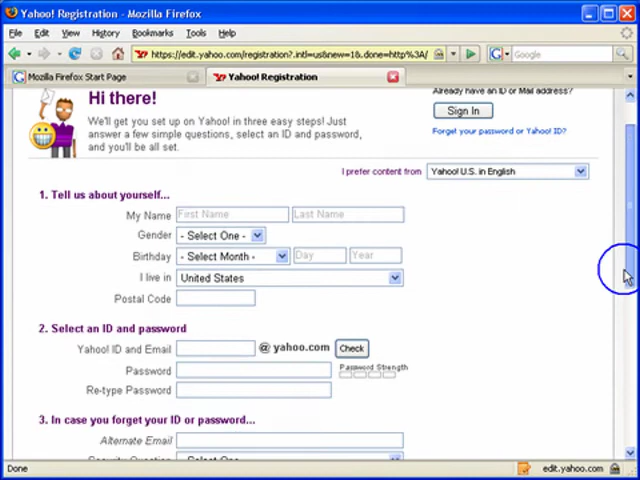 Yahoo! Registration - Mozilla Firefox
File Edit View History Bookmarks Tools Help
https://edit.yahoo.com/registration?.intl=us&new=1&.done=http%3A/ Google
Mozilla Firefox Start Page Yahoo! Registration
Hi there!
We'll get you set up on Yahoo! in three easy steps! Just
answer a few simple questions, select an ID and password,
and you'll be all set.
Already have an ID or Mail address?
Sign In
Forget your password or Yahoo! ID?
I prefer content from Yahoo! U.S. in English
1. Tell us about yourself...
My Name First Name Last Name
Gender - Select One -
Birthday - Select Month - Day Year
I live in United States
Postal Code
2. Select an ID and password
Yahoo! ID and Email @ yahoo.com Check
Password Password Strength
Re-type Password
3. In case you forget your ID or password...
Alternate Email
Security Question - Select One -
Done edit.yahoo.com